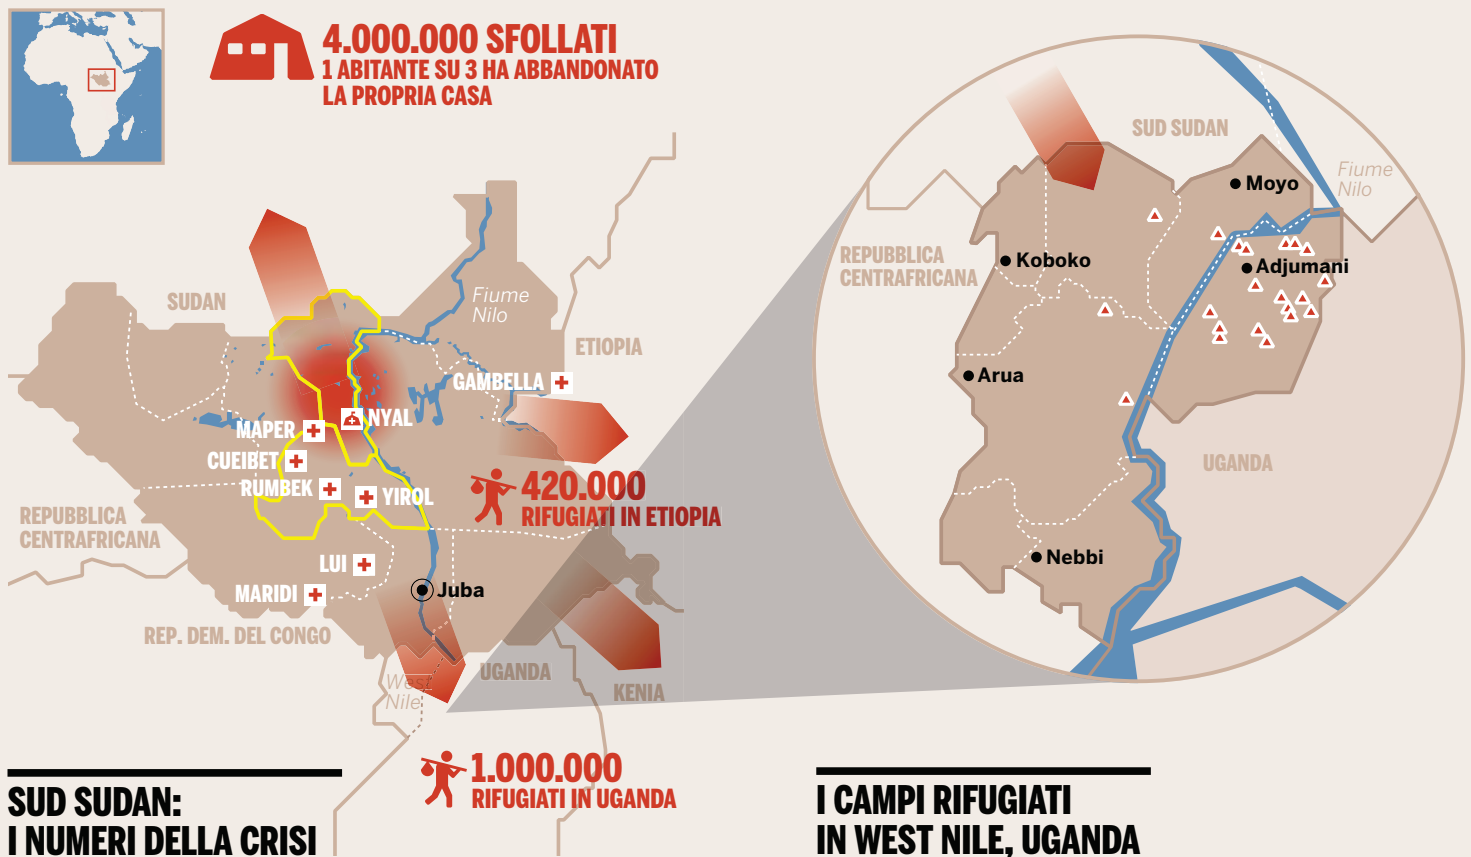 4.000.000 SFOLLATI
1 ABITANTE SU 3 HA ABBANDONATO
LA PROPRIA CASA
SUDAN
Fiume
Nilo
ETIOPIA
GAMBELLA
NYAL
MAPER
CUEIBET
RUMBEK
YIROL
420.000
RIFUGIATI IN ETIOPIA
REPUBBLICA
CENTRAFRICANA
LUI
MARIDI
Juba
REP. DEM. DEL CONGO
UGANDA
KENIA
West
Nile
1.000.000
RIFUGIATI IN UGANDA
SUD SUDAN:
I NUMERI DELLA CRISI
SUD SUDAN
Fiume
Nilo
Moyo
REPUBBLICA
CENTRAFRICANA
Koboko
Adjumani
Arua
UGANDA
Nebbi
I CAMPI RIFUGIATI
IN WEST NILE, UGANDA